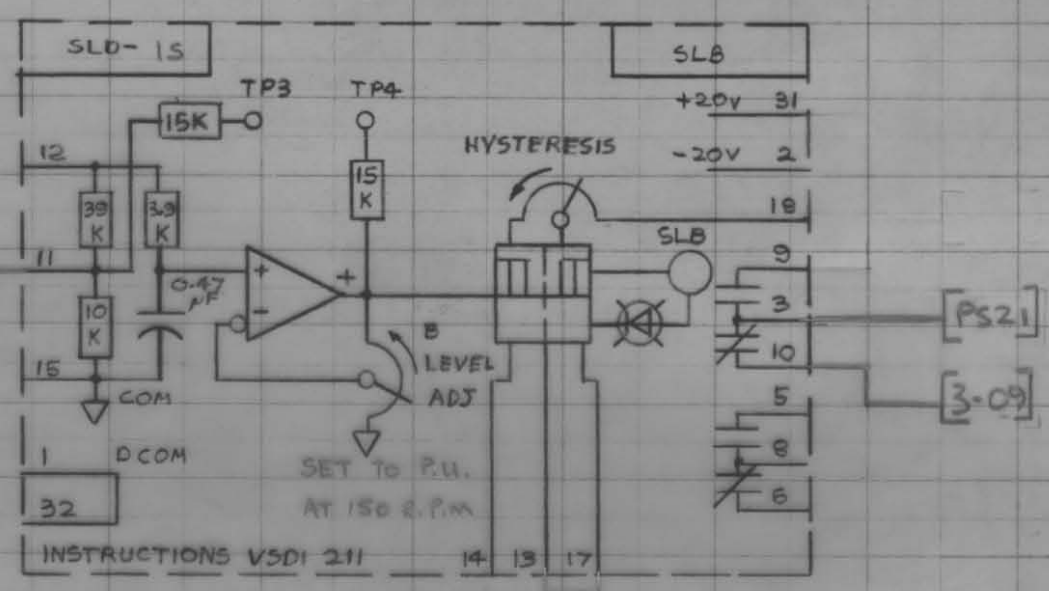 SLD- 1S
SLB
TP3
TP4
+20V 31
15K
HYSTERESIS
-20V 2
12
15
K
18
39
K
3.9
K
SLB
9
11
+
+
0.47
µF
3
[PS21]
10
K
-
B
LEVEL
ADJ
10
15
COM
[3-09]
5
1
DCOM
SET TO P.U.
AT 150 R.P.M
8
6
32
INSTRUCTIONS VSDI 211
14
13
17